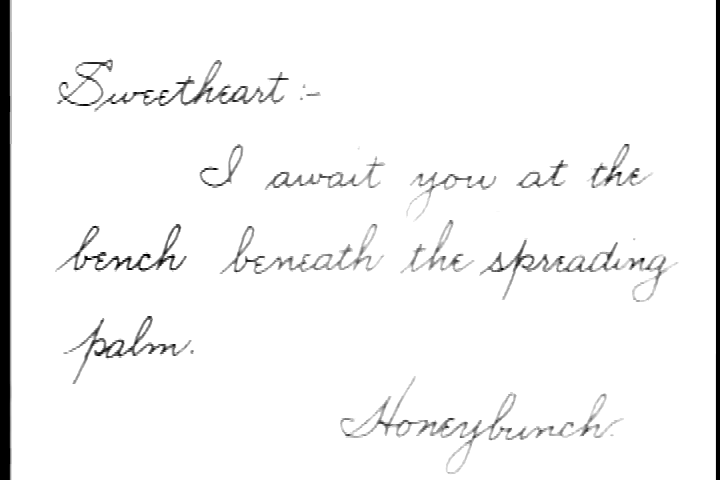 Sweetheart:-
I await you at the
bench beneath the spreading
palm.
Honeybunch.